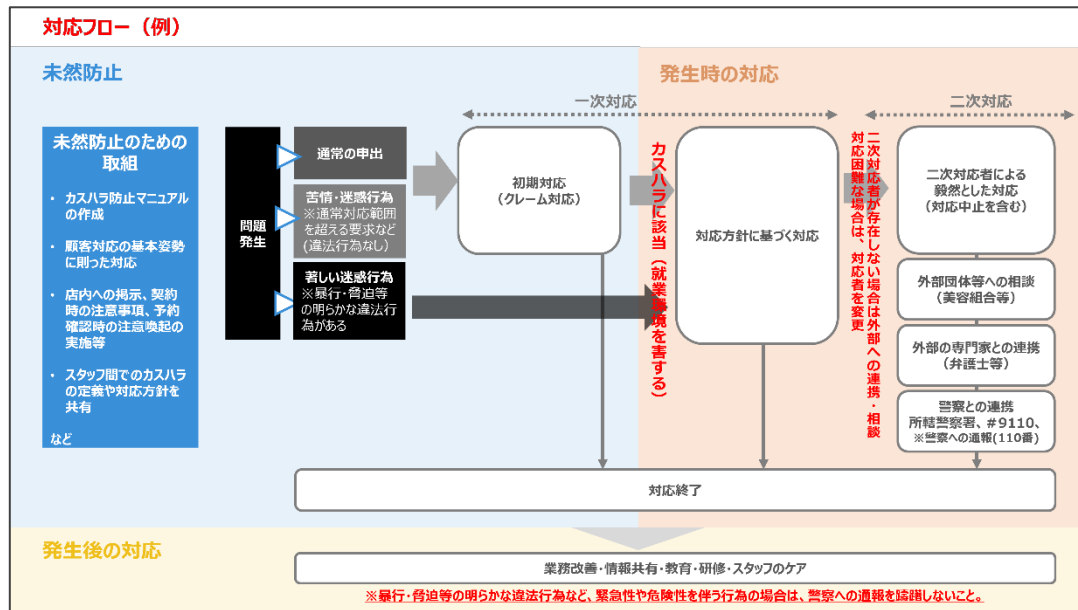 対応フロー（例）
未然防止
発生時の対応
一次対応
二次対応
未然防止のための
取組
・ カスハラ防止マニュアル
の作成
・ 顧客対応の基本姿勢
に則った対応
・ 店内への掲示、契約
時の注意事項、予約
確認時の注意喚起の
実施等
・ スタッフ間でのカスハラ
の定義や対応方針を
共有
など
問題
発生
通常の申出
苦情・迷惑行為
※通常対応範囲
を超える要求など
（違法行為なし）
著しい迷惑行為
※暴行・脅迫等
の明らかな違法行
為がある
初期対応
（クレーム対応）
カスハラに該当（就業環境を害する）
対応方針に基づく対応
二次対応者が存在しない場合は外部への連携・相談
対応困難な場合は、対応者を変更
二次対応者による
毅然とした対応
（対応中止を含む）
外部団体等への相談
（美容組合等）
外部の専門家との連携
（弁護士等）
警察との連携
所轄警察署、#9110、
※警察への通報(110番)
対応終了
発生後の対応
業務改善・情報共有・教育・研修・スタッフのケア
※暴行・脅迫等の明らかな違法行為など、緊急性や危険性を伴う行為の場合は、警察への通報を躊躇しないこと。